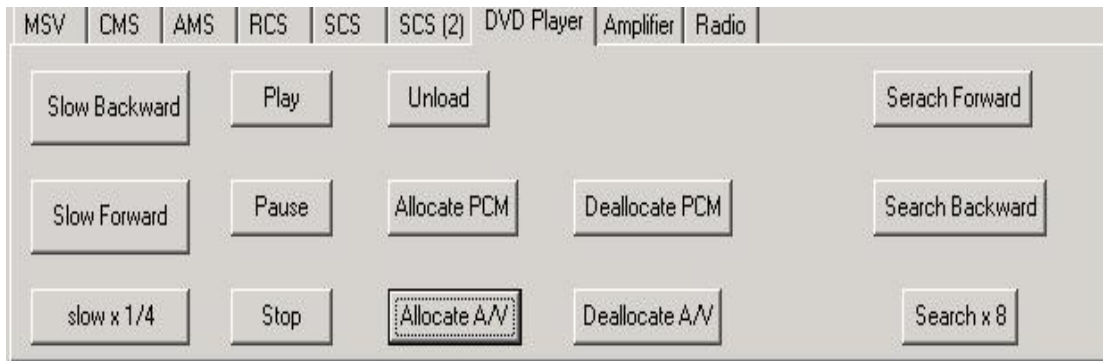 MSV CMS AMS RCS SCS SCS (2) DVD Player Amplifier Radio
Slow Backward Play Unload Serach Forward
Slow Forward Pause Allocate PCM Deallocate PCM Search Backward
slow x 1/4 Stop Allocate A/V Deallocate A/V Search x 8